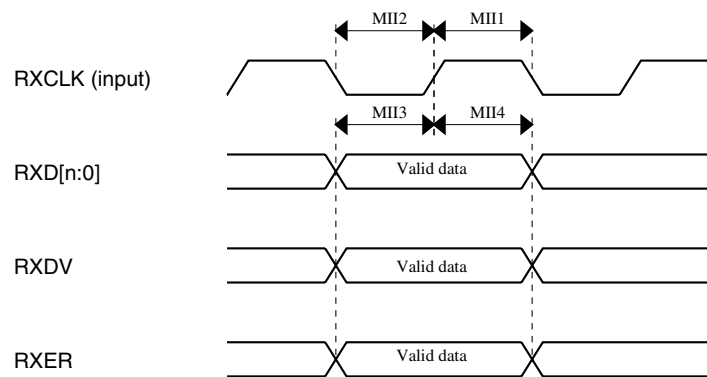 MII2 MII1
RXCLK (input)
MII3 MII4
RXD[n:0] Valid data
RXDV Valid data
RXER Valid data